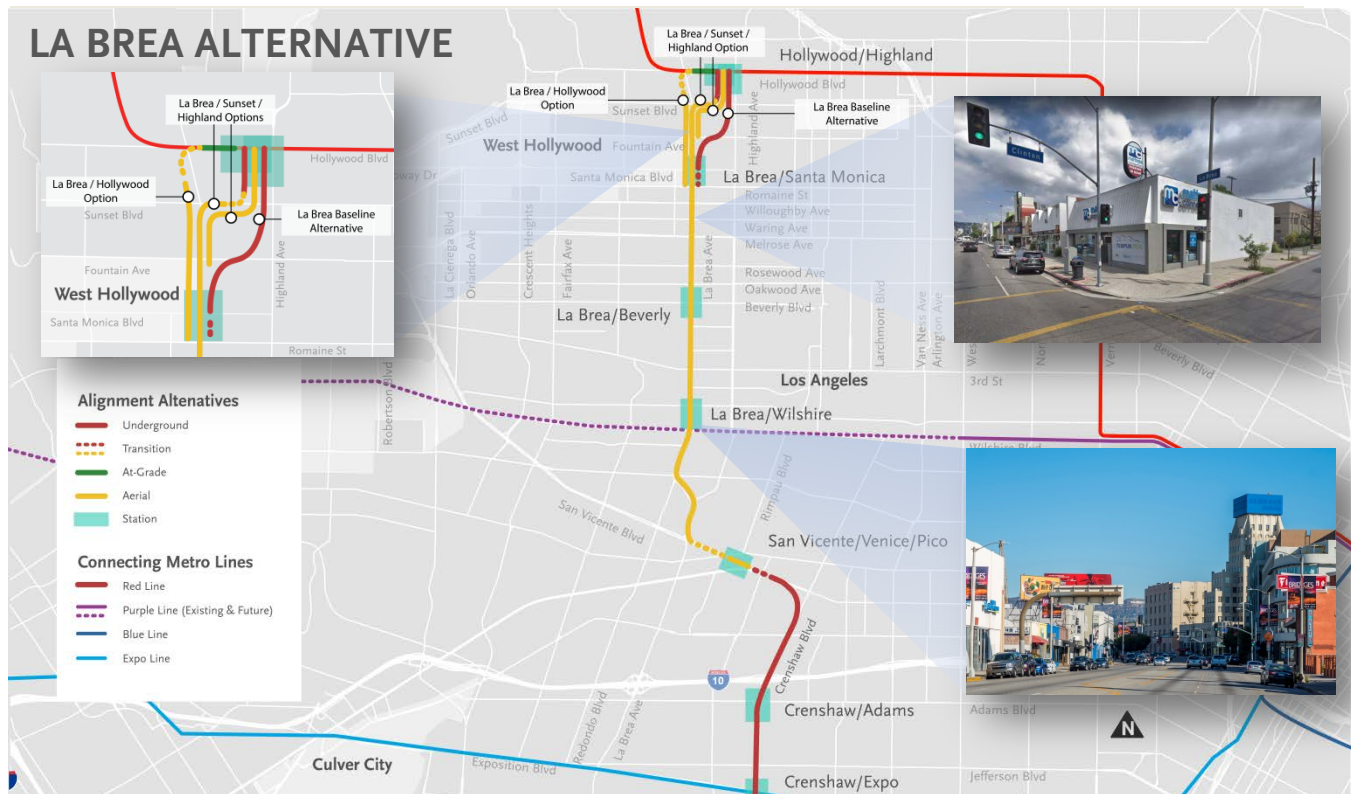 LA BREA ALTERNATIVE
La Brea / Sunset /
Highland Options
Hollywood Blvd
La Brea / Hollywood
Option
Sunset Blvd
La Brea Baseline
Alternative
Highland Ave
Fountain Ave
West Hollywood
Santa Monica Blvd
Romaine St
La Brea / Sunset /
Highland Option
Hollywood/Highland
Hollywood Blvd
La Brea / Hollywood
Option
La Brea Baseline
Alternative
Sunset Blvd
Sunset Blvd
Highland Ave
West Hollywood
Fountain Ave
Santa Monica Blvd
La Brea/Santa Monica
Romaine St
Willoughby Ave
Waring Ave
Melrose Ave
La Cienega Blvd
Orlando Ave
Crescent Heights
Fairfax Ave
La Brea Ave
Rosewood Ave
Oakwood Ave
Beverly Blvd
La Brea/Beverly
Larchmont Blvd
Van Ness Ave
Arlington Ave
Beverly Blvd
Clinton
Los Angeles
3rd St
Robertson Blvd
La Brea/Wilshire
Wilshire Blvd
Rimpau Blvd
San Vicente Blvd
San Vicente/Venice/Pico
Crenshaw Blvd
10
Crenshaw/Adams
Adams Blvd
N
Redondo Blvd
La Brea Ave
Culver City
Exposition Blvd
Crenshaw/Expo
Jefferson Blvd
Alignment Altenatives
Underground
Transition
At-Grade
Aerial
Station
Connecting Metro Lines
Red Line
Purple Line (Existing & Future)
Blue Line
Expo Line